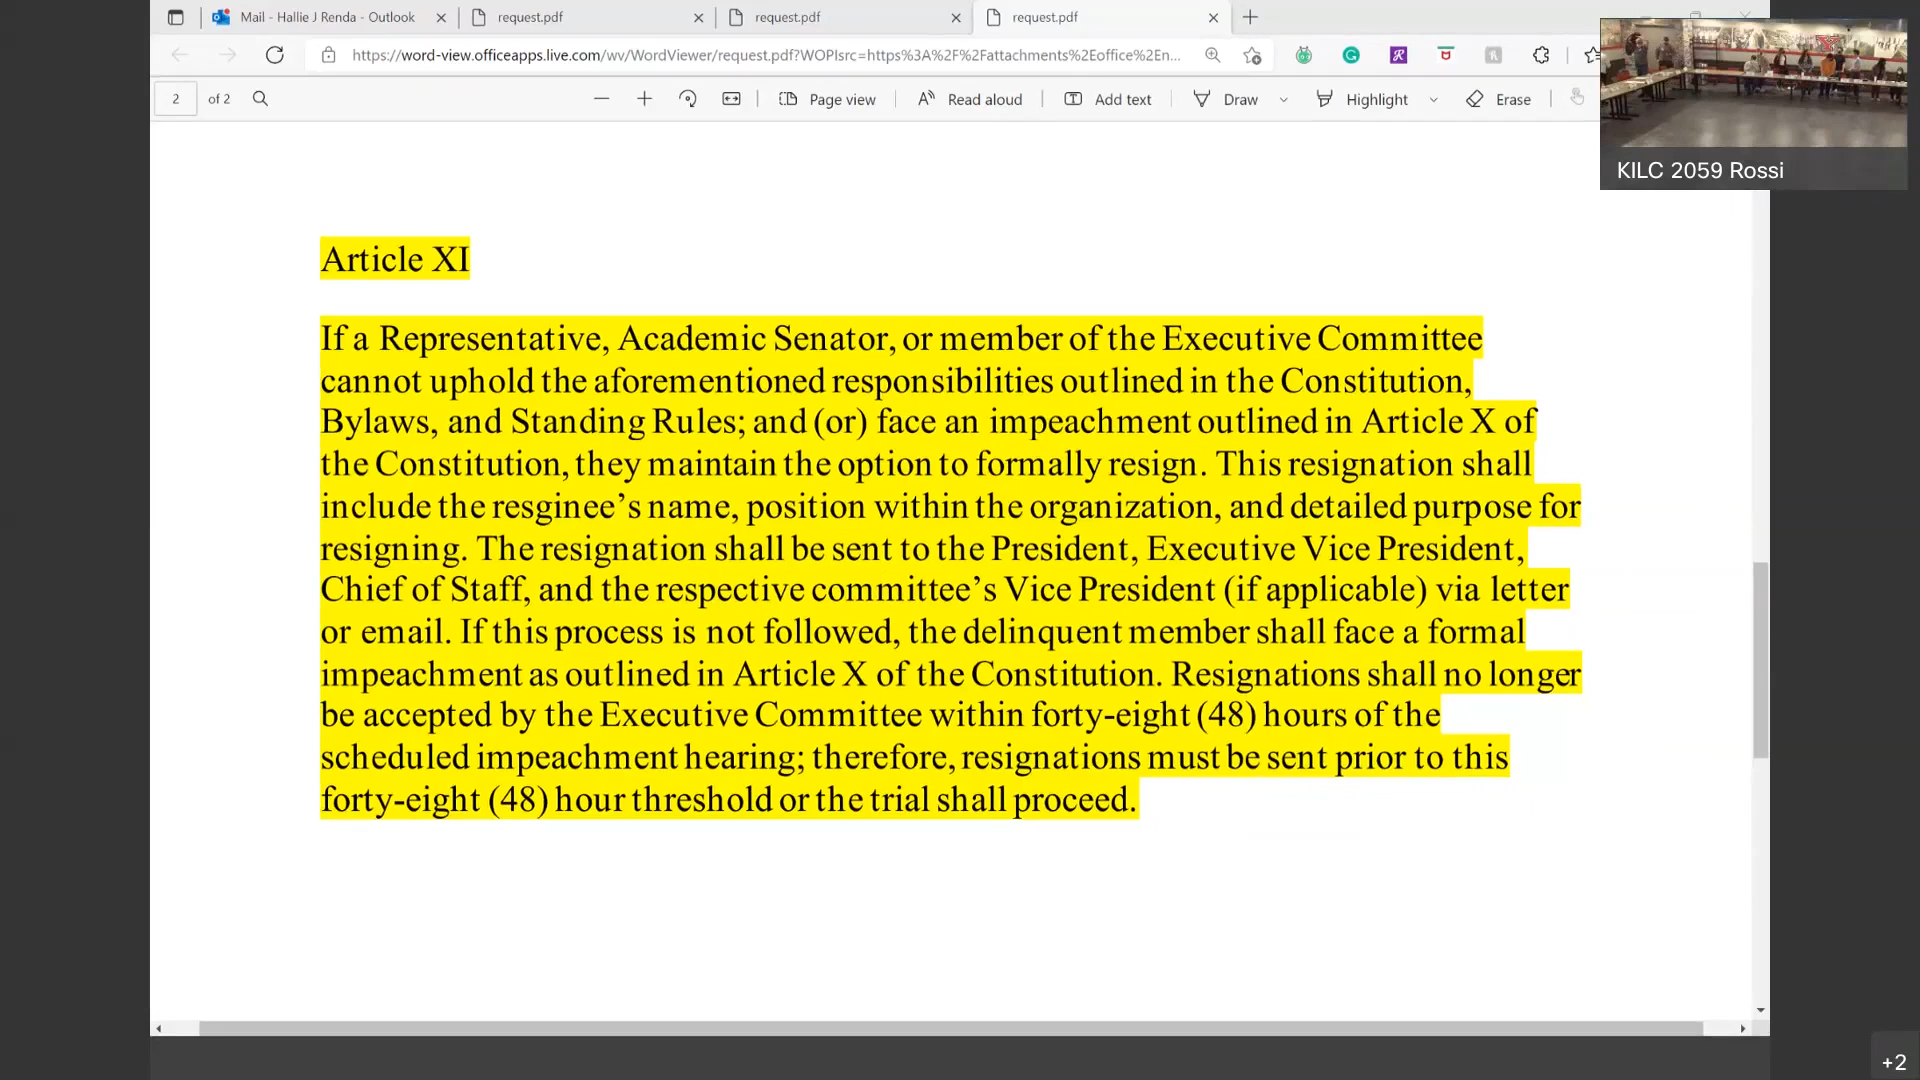 Mail - Hallie J Renda - Outlook
request.pdf
request.pdf
request.pdf
https://word-view.officeapps.live.com/wv/WordViewer/request.pdf?WOPIsrc=https%3A%2F%2Fattachments%2Eoffice%2En...
2 of 2
Page view
Read aloud
Add text
Draw
Highlight
Erase
KILC 2059 Rossi
Article XI
If a Representative, Academic Senator, or member of the Executive Committee
cannot uphold the aforementioned responsibilities outlined in the Constitution,
Bylaws, and Standing Rules; and (or) face an impeachment outlined in Article X of
the Constitution, they maintain the option to formally resign. This resignation shall
include the resginee’s name, position within the organization, and detailed purpose for
resigning. The resignation shall be sent to the President, Executive Vice President,
Chief of Staff, and the respective committee’s Vice President (if applicable) via letter
or email. If this process is not followed, the delinquent member shall face a formal
impeachment as outlined in Article X of the Constitution. Resignations shall no longer
be accepted by the Executive Committee within forty-eight (48) hours of the
scheduled impeachment hearing; therefore, resignations must be sent prior to this
forty-eight (48) hour threshold or the trial shall proceed.
+2